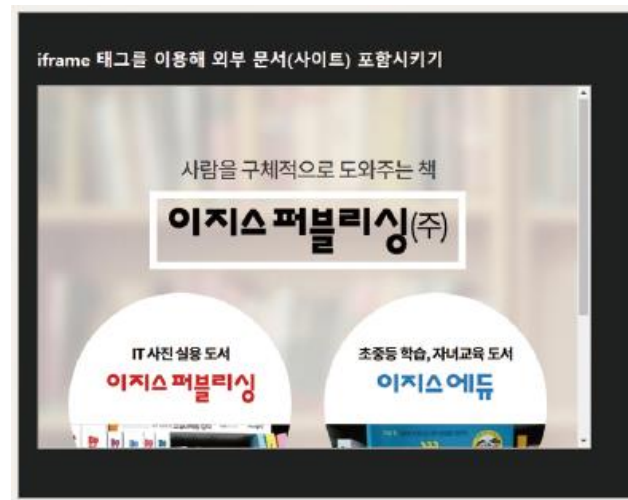 iframe 태그를 이용해 외부 문서(사이트) 포함시키기
사람을 구체적으로 도와주는 책
이지스퍼블리싱(주)
IT 사진 실용 도서
이지스퍼블리싱
초중등 학습, 자녀교육 도서
이지스에듀